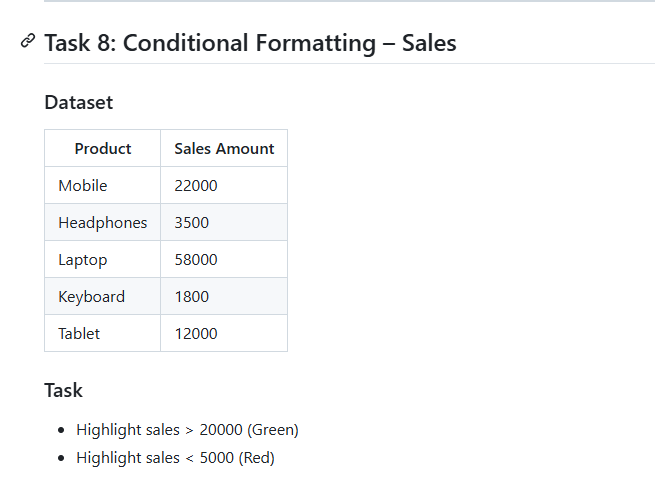 Task 8: Conditional Formatting – Sales
Dataset
Product Sales Amount
Mobile 22000
Headphones 3500
Laptop 58000
Keyboard 1800
Tablet 12000
Task
• Highlight sales > 20000 (Green)
• Highlight sales < 5000 (Red)